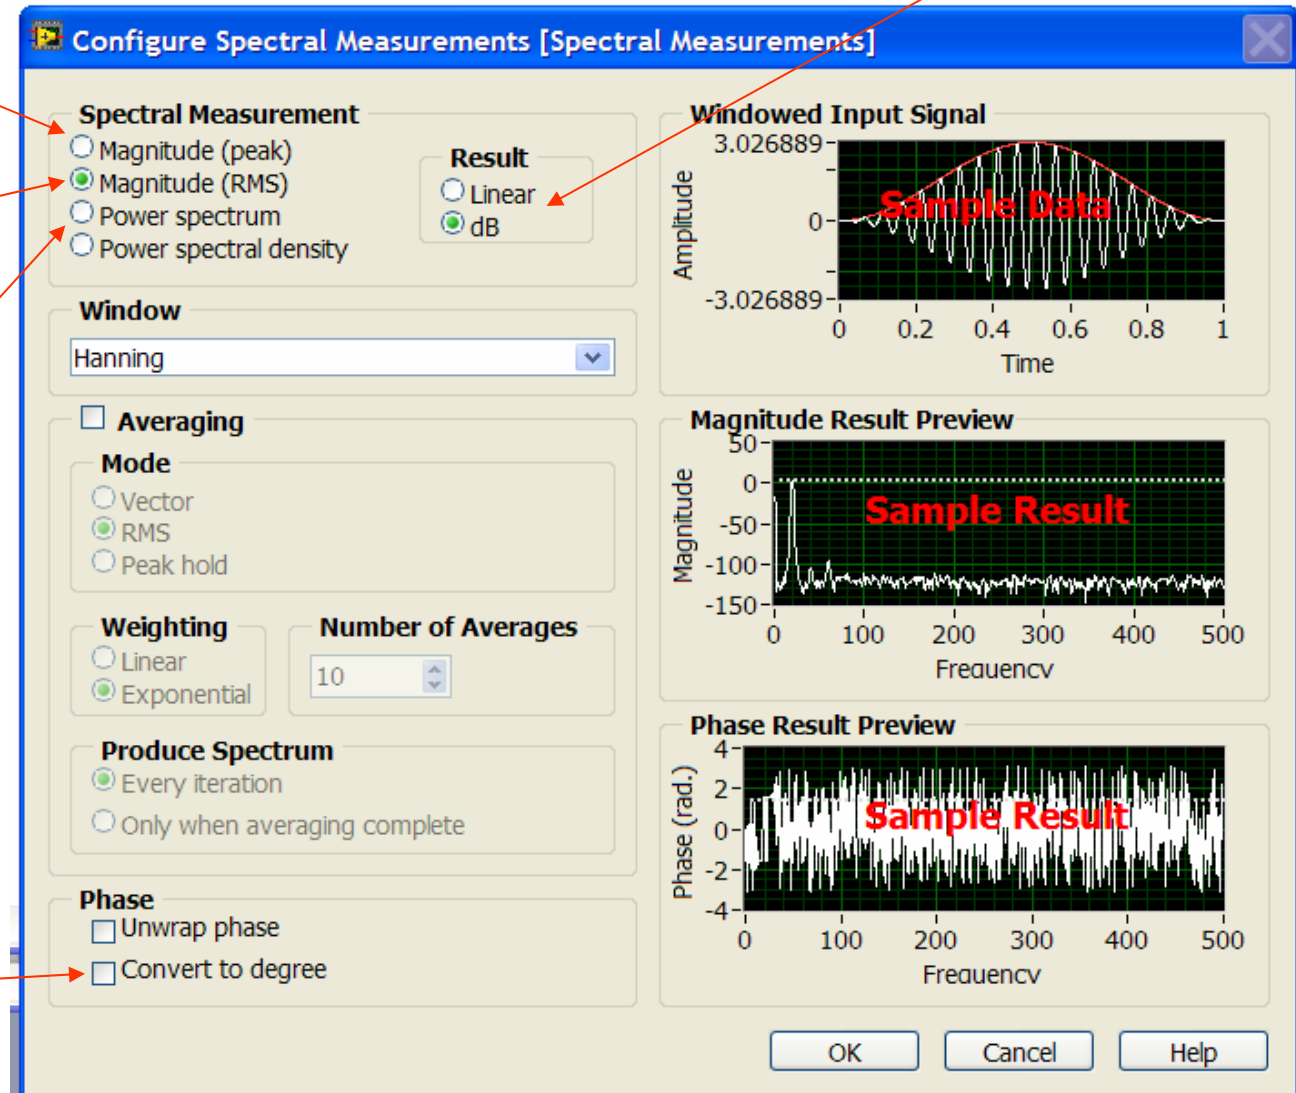 Configure Spectral Measurements [Spectral Measurements]
Spectral Measurement
Magnitude (peak)
Magnitude (RMS)
Power spectrum
Power spectral density
Result
Linear
dB
Window
Hanning
Averaging
Mode
Vector
RMS
Peak hold
Weighting
Linear
Exponential
Number of Averages
10
Produce Spectrum
Every iteration
Only when averaging complete
Phase
Unwrap phase
Convert to degree
Windowed Input Signal
3.026889
0
-3.026889
Amplitude
Sample Data
0 0.2 0.4 0.6 0.8 1
Time
Magnitude Result Preview
50
0
-50
-100
-150
Magnitude
Sample Result
0 100 200 300 400 500
Frequency
Phase Result Preview
4
2
0
-2
-4
Phase (rad.)
Sample Result
0 100 200 300 400 500
Frequency
OK Cancel Help